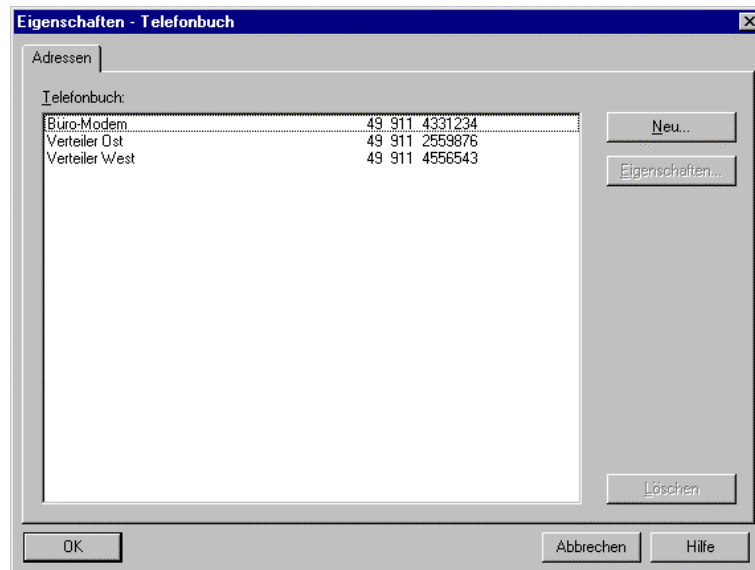 Eigenschaften - Telefonbuch
Adressen
Telefonbuch:
Büro-Modem 49 911 4331234
Verteiler Ost 49 911 2559876
Verteiler West 49 911 4556543
Neu...
Eigenschaften...
Löschen
OK Abbrechen Hilfe